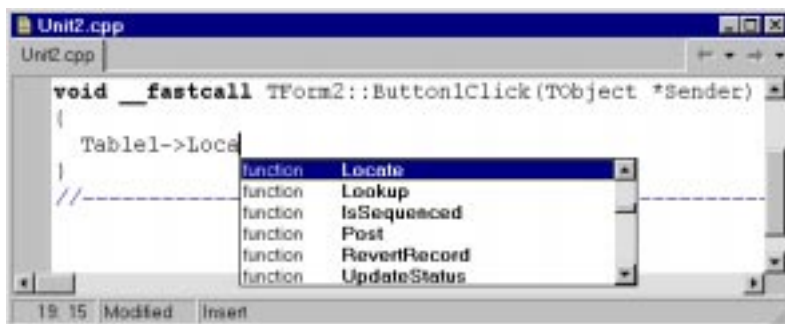 Unit2.cpp
Unit2.cpp
void __fastcall TForm2::Button1Click(TObject *Sender)
{
Table1->Loca
}
//------------------------------------------------------------
function Locate
function Lookup
function IsSequenced
function Post
function RevertRecord
function UpdateStatus
19: 15 Modified Insert